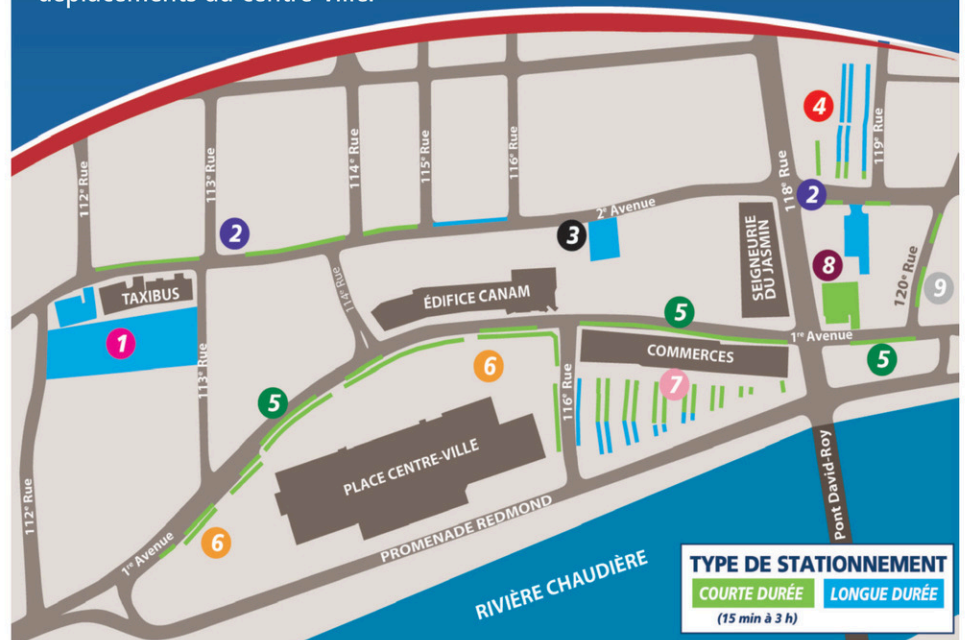 déplacements au centre-ville.
112e Rue
113e Rue
114e Rue
115e Rue
116e Rue
118e Rue
119e Rue
4
2
2
3
2e Avenue
TAXIBUS
1
114e Rue
ÉDIFICE CANAM
SEIGNEURIE
DU JASMIN
8
120e Rue
9
5
1re Avenue
COMMERCES
5
6
113e Rue
116e Rue
7
5
PLACE CENTRE-VILLE
112e Rue
6
1re Avenue
PROMENADE REDMOND
Pont David-Roy
RIVIÈRE CHAUDIÈRE
TYPE DE STATIONNEMENT
COURTE DURÉE
LONGUE DURÉE
(15 min à 3 h)